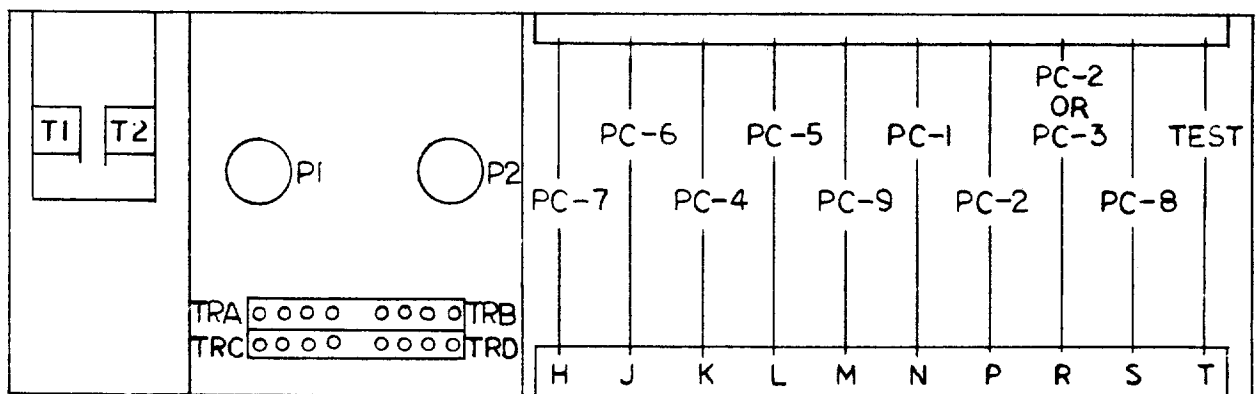 T1 T2
P1
P2
TRA
TRB
TRC
TRD
PC-2
OR
PC-6 PC-5 PC-1 PC-3 TEST
PC-7 PC-4 PC-9 PC-2 PC-8
H J K L M N P R S T